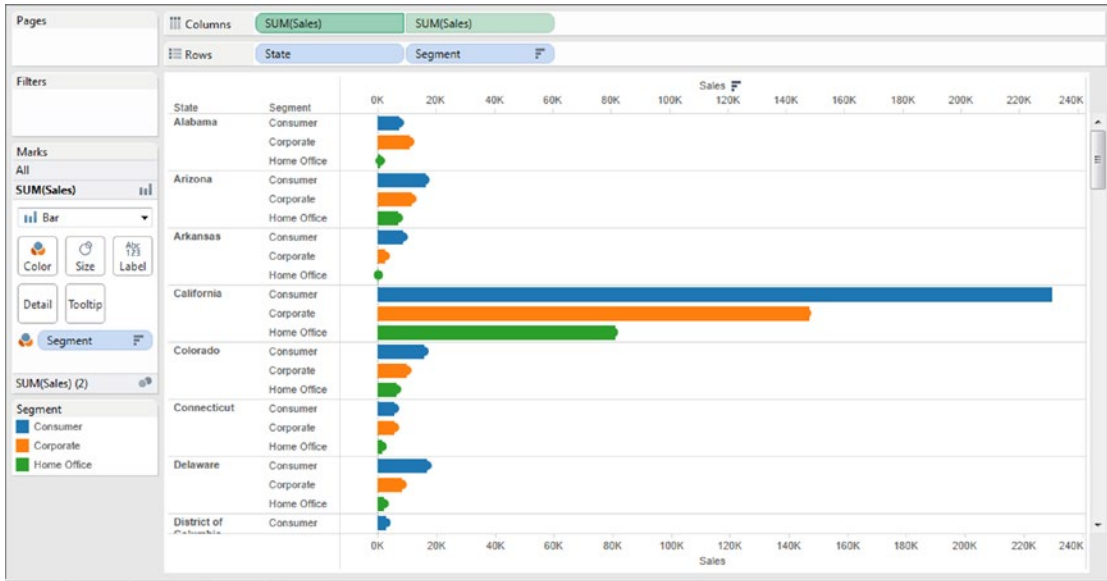 Pages
Columns SUM(Sales) SUM(Sales)
Rows State Segment
Filters
Marks
All
SUM(Sales)
Bar
Color Size Abc 123 Label
Detail Tooltip
Segment
SUM(Sales) (2)
Segment
Consumer
Corporate
Home Office
Sales
0K 20K 40K 60K 80K 100K 120K 140K 160K 180K 200K 220K 240K
State Segment
Alabama Consumer
Corporate
Home Office
Arizona Consumer
Corporate
Home Office
Arkansas Consumer
Corporate
Home Office
California Consumer
Corporate
Home Office
Colorado Consumer
Corporate
Home Office
Connecticut Consumer
Corporate
Home Office
Delaware Consumer
Corporate
Home Office
District of Consumer
0K 20K 40K 60K 80K 100K 120K 140K 160K 180K 200K 220K 240K
Sales